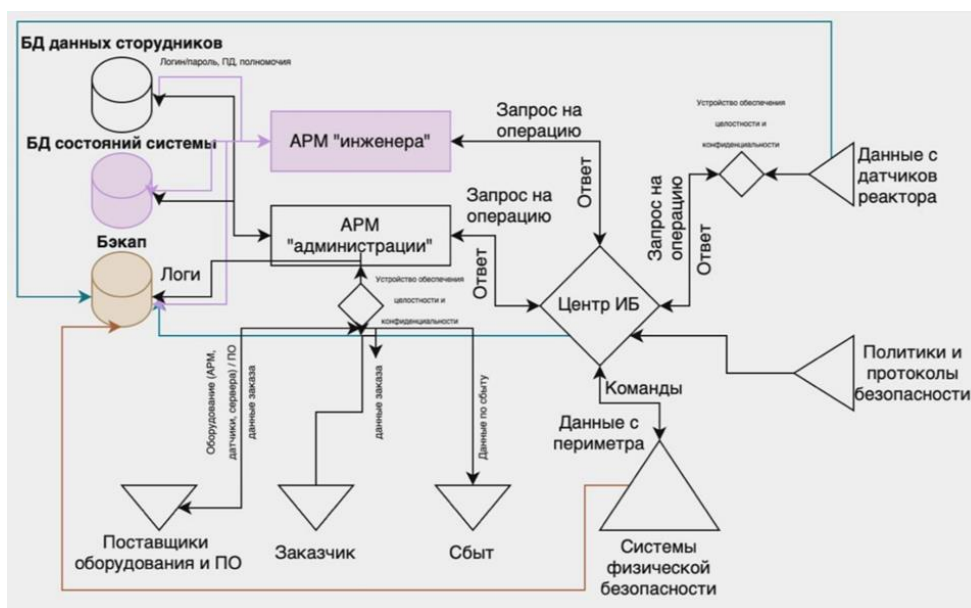 БД данных сторудников
Логин/пароль, ПД, полномочия
БД состояний системы
Бэкап
Логи
АРМ "инженера"
АРМ
"администрации"
Запрос на
операцию
Ответ
Запрос на
операцию
Ответ
Устройство обеспечения
целостности и
конфиденциальности
Центр ИБ
Запрос на
операцию
Ответ
Устройство обеспечения
целостности и
конфиденциальности
Данные с
датчиков
реактора
Политики и
протоколы
безопасности
Команды
Данные с
периметра
Оборудование (АРМ,
датчики, сервера) / ПО
данные заказа
данные заказа
Данные по сбыту
Поставщики
оборудования и ПО
Заказчик
Сбыт
Системы
физической
безопасности